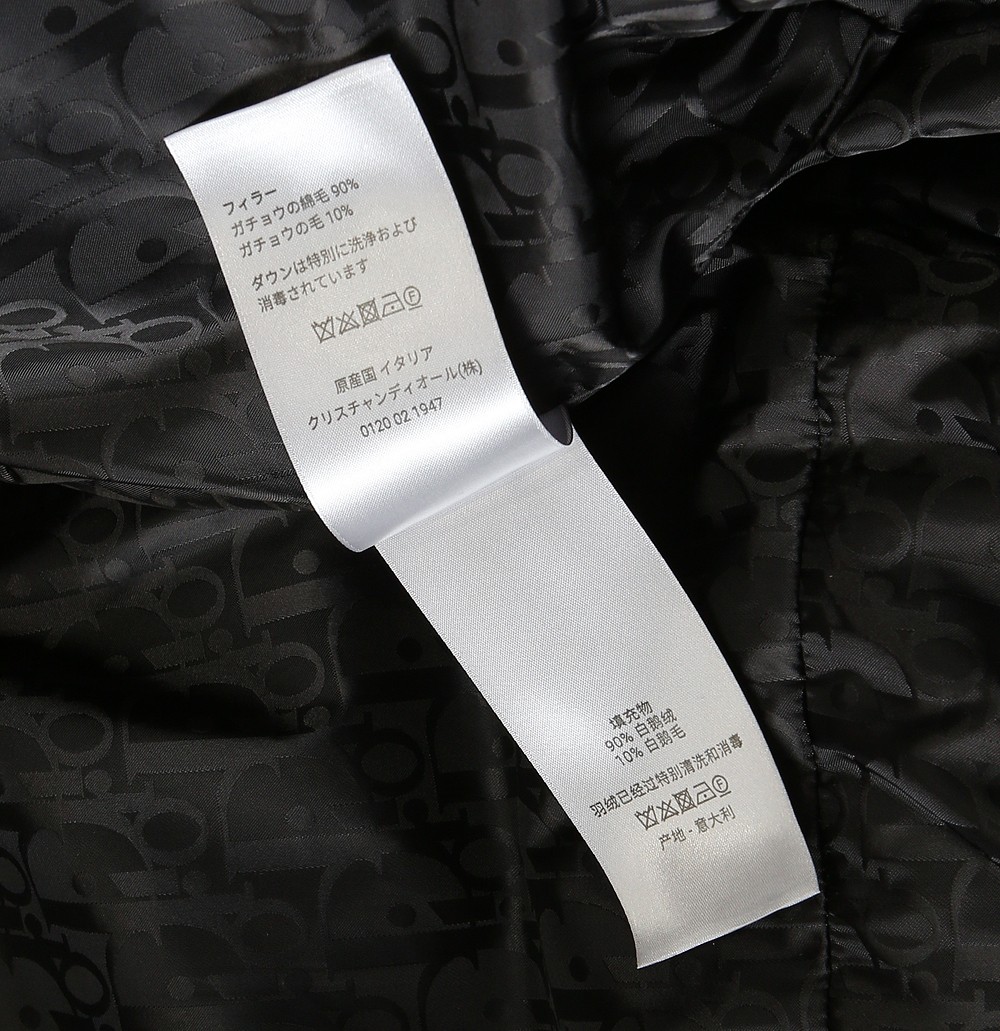 フィラー
ガチョウの綿毛 90%
ガチョウの毛 10%
ダウンは特別に洗浄および
消毒されています
F
原産国 イタリア
クリスチャンディオール(株)
0120 02 1947
填充物
90% 白鹅绒
10% 白鹅毛
羽绒已经过特别清洗和消毒
F
产地 - 意大利